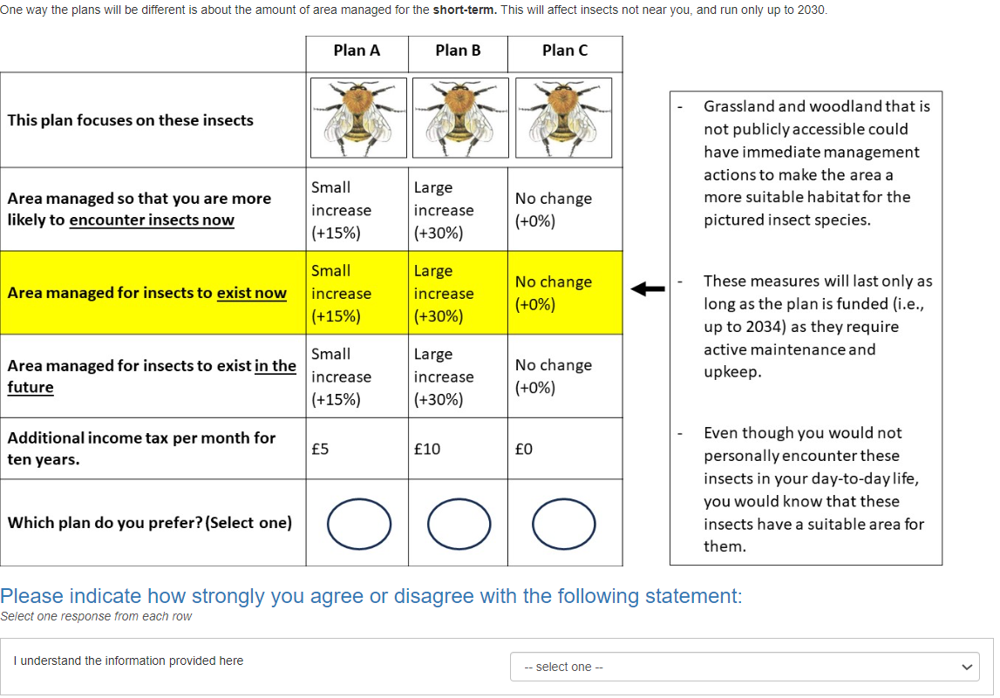 One way the plans will be different is about the amount of area managed for the short-term. This will affect insects not near you, and run only up to 2030.
Plan A Plan B Plan C
This plan focuses on these insects
Area managed so that you are more
likely to encounter insects now
Small
increase
(+15%)
Large
increase
(+30%)
No change
(+0%)
Area managed for insects to exist now
Small
increase
(+15%)
Large
increase
(+30%)
No change
(+0%)
Area managed for insects to exist in the
future
Small
increase
(+15%)
Large
increase
(+30%)
No change
(+0%)
Additional income tax per month for
ten years.
£5
£10
£0
Which plan do you prefer? (Select one)
- Grassland and woodland that is
not publicly accessible could
have immediate management
actions to make the area a
more suitable habitat for the
pictured insect species.
- These measures will last only as
long as the plan is funded (i.e.,
up to 2034) as they require
active maintenance and
upkeep.
- Even though you would not
personally encounter these
insects in your day-to-day life,
you would know that these
insects have a suitable area for
them.
Please indicate how strongly you agree or disagree with the following statement:
Select one response from each row
I understand the information provided here
-- select one --